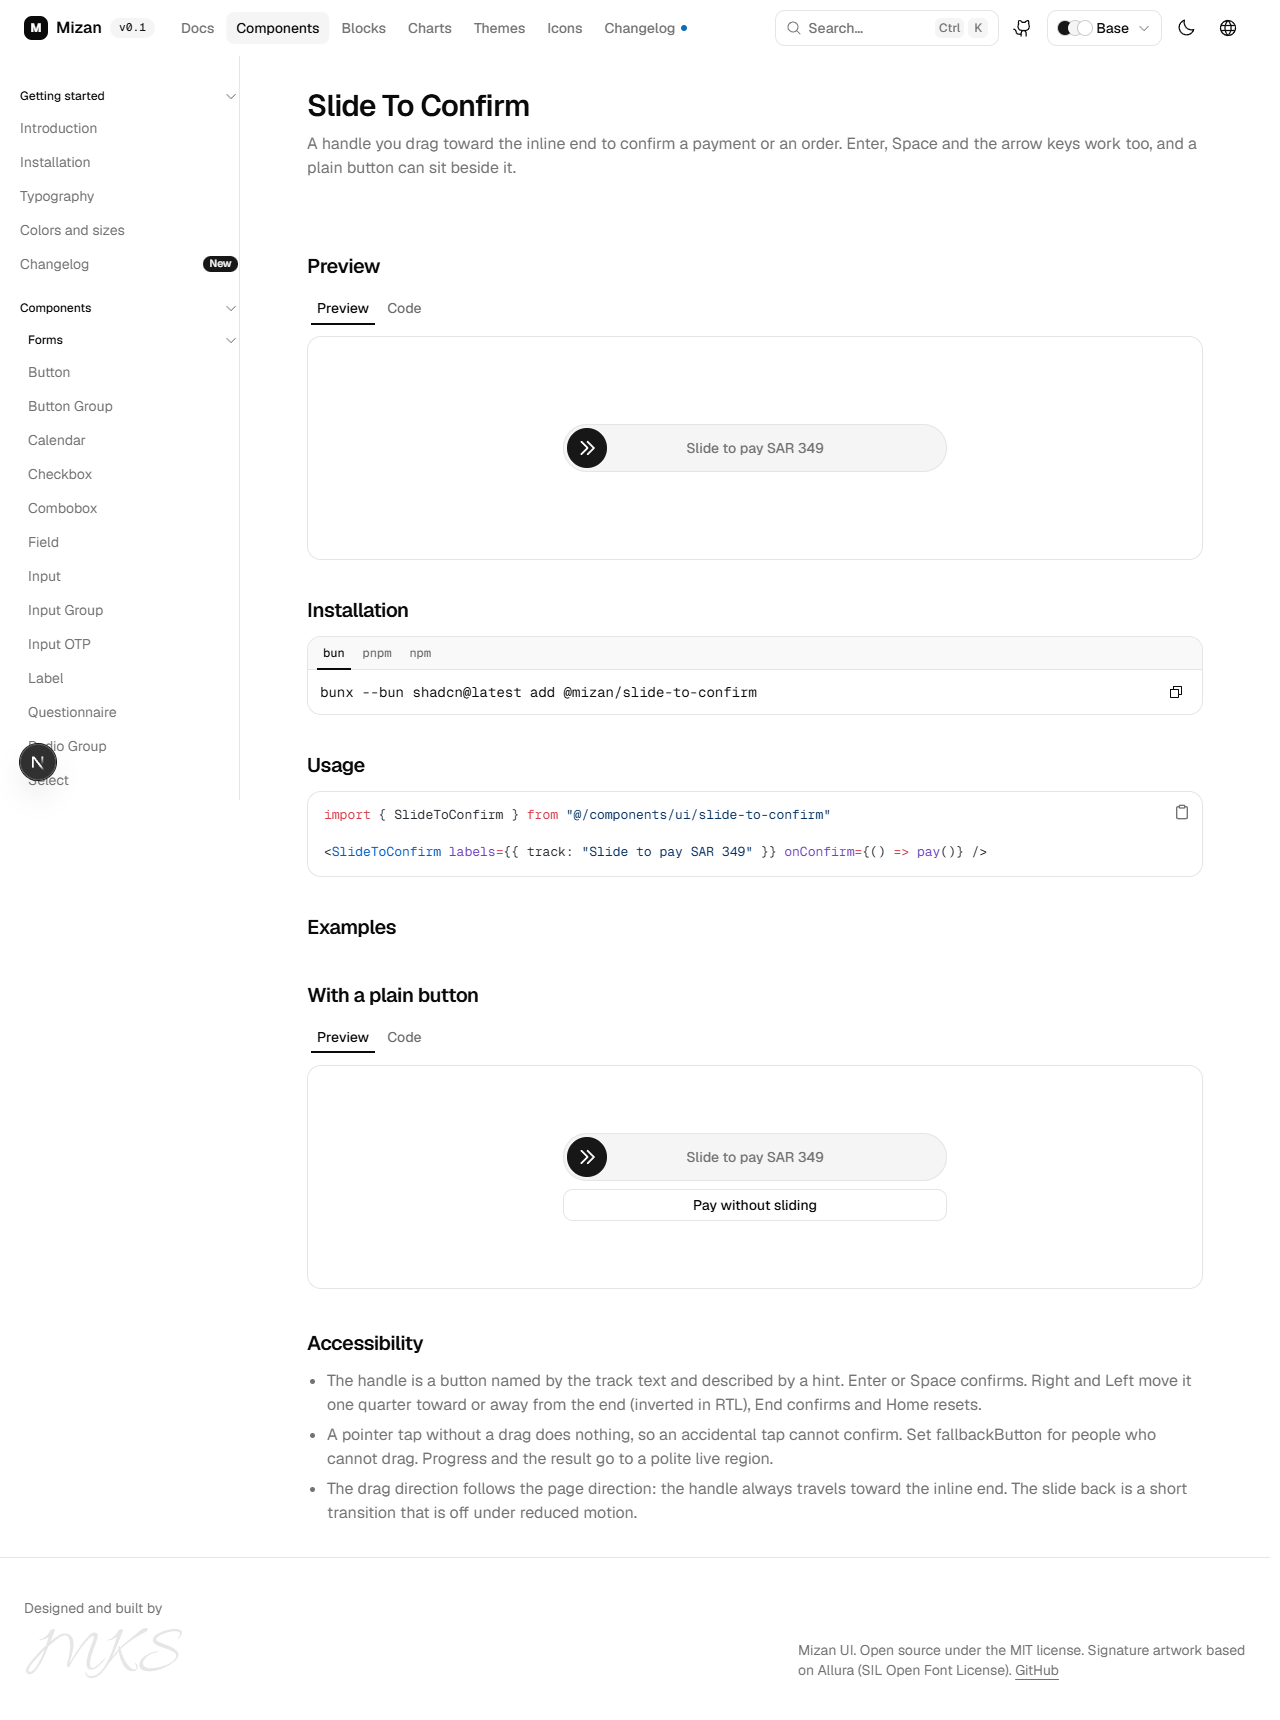 M Mizan v0.1 Docs Components Blocks Charts Themes Icons Changelog Search... Ctrl K Base
Getting started
Introduction
Installation
Typography
Colors and sizes
Changelog New
Components
Forms
Button
Button Group
Calendar
Checkbox
Combobox
Field
Input
Input Group
Input OTP
Label
Questionnaire
Radio Group
N
Select
Slide To Confirm
A handle you drag toward the inline end to confirm a payment or an order. Enter, Space and the arrow keys work too, and a
plain button can sit beside it.
Preview
Preview Code
Slide to pay SAR 349
Installation
bun pnpm npm
bunx --bun shadcn@latest add @mizan/slide-to-confirm
Usage
import { SlideToConfirm } from "@/components/ui/slide-to-confirm"
<SlideToConfirm labels={{ track: "Slide to pay SAR 349" }} onConfirm={() => pay()} />
Examples
With a plain button
Preview Code
Slide to pay SAR 349
Pay without sliding
Accessibility
• The handle is a button named by the track text and described by a hint. Enter or Space confirms. Right and Left move it
one quarter toward or away from the end (inverted in RTL), End confirms and Home resets.
• A pointer tap without a drag does nothing, so an accidental tap cannot confirm. Set fallbackButton for people who
cannot drag. Progress and the result go to a polite live region.
• The drag direction follows the page direction: the handle always travels toward the inline end. The slide back is a short
transition that is off under reduced motion.
Designed and built by
MKS
Mizan UI. Open source under the MIT license. Signature artwork based
on Allura (SIL Open Font License). GitHub